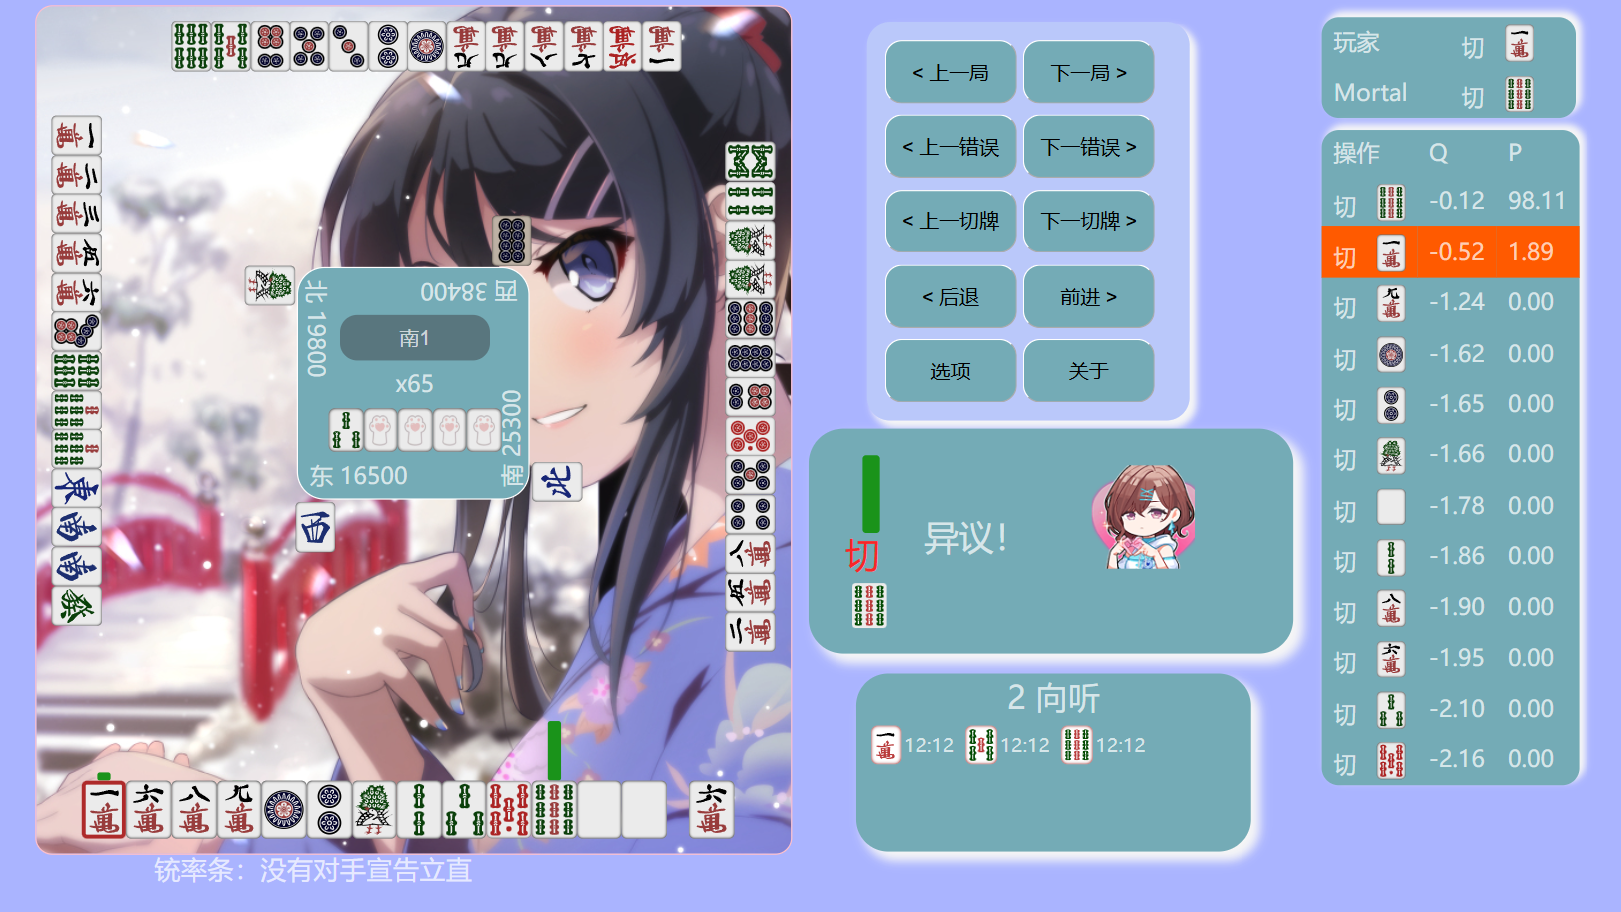 北 19800
西 38400
南1
x65
南 25300
东 16500
铳率条：没有对手宣告立直
< 上一局
下一局 >
< 上一错误
下一错误 >
< 上一切牌
下一切牌 >
< 后退
前进 >
选项
关于
切
异议！
2 向听
12:12
12:12
12:12
玩家 切
Mortal 切
操作 Q P
切 -0.12 98.11
切 -0.52 1.89
切 -1.24 0.00
切 -1.62 0.00
切 -1.65 0.00
切 -1.66 0.00
切 -1.78 0.00
切 -1.86 0.00
切 -1.90 0.00
切 -1.95 0.00
切 -2.10 0.00
切 -2.16 0.00